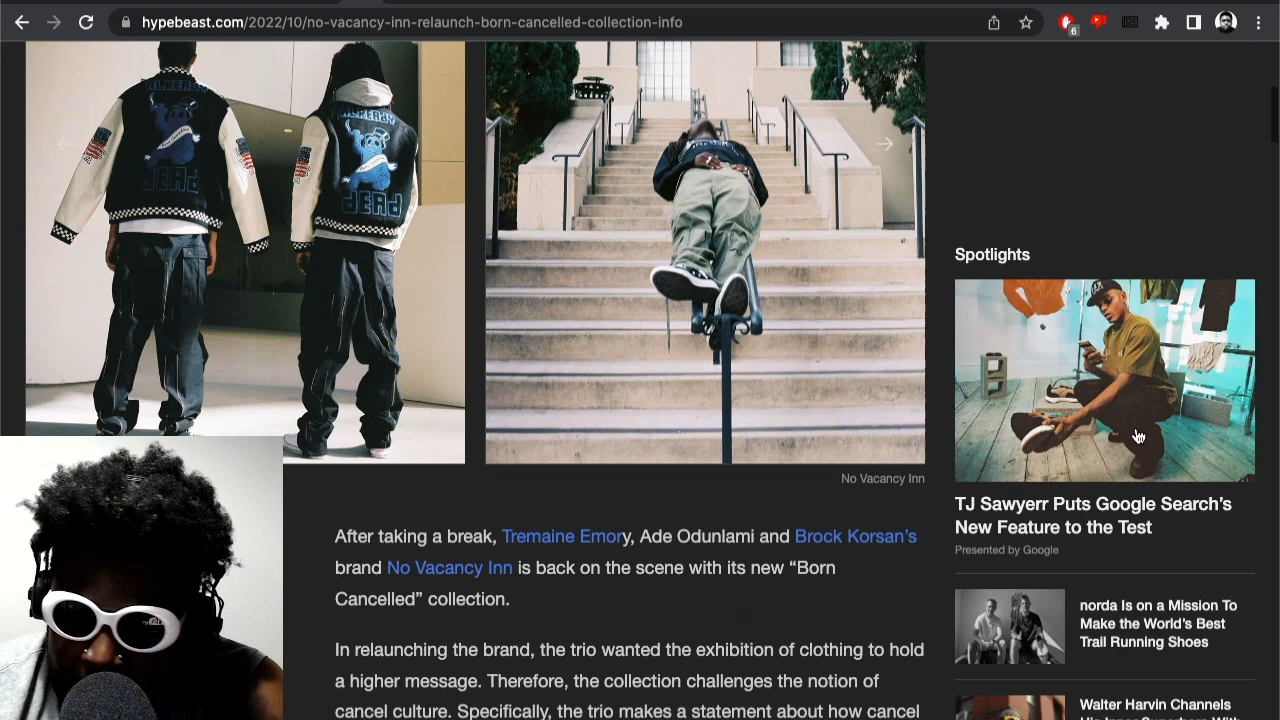 hypebeast.com/2022/10/no-vacancy-inn-relaunch-born-cancelled-collection-info
6
ALREADY
DEAD
ALREADY
DEAD
No Vacancy Inn
After taking a break, Tremaine Emory, Ade Odunlami and Brock Korsan's
brand No Vacancy Inn is back on the scene with its new “Born
Cancelled” collection.
In relaunching the brand, the trio wanted the exhibition of clothing to hold
a higher message. Therefore, the collection challenges the notion of
cancel culture. Specifically, the trio makes a statement about how cancel
Spotlights
TJ Sawyerr Puts Google Search's
New Feature to the Test
Presented by Google
norda Is on a Mission To
Make the World's Best
Trail Running Shoes
Walter Harvin Channels